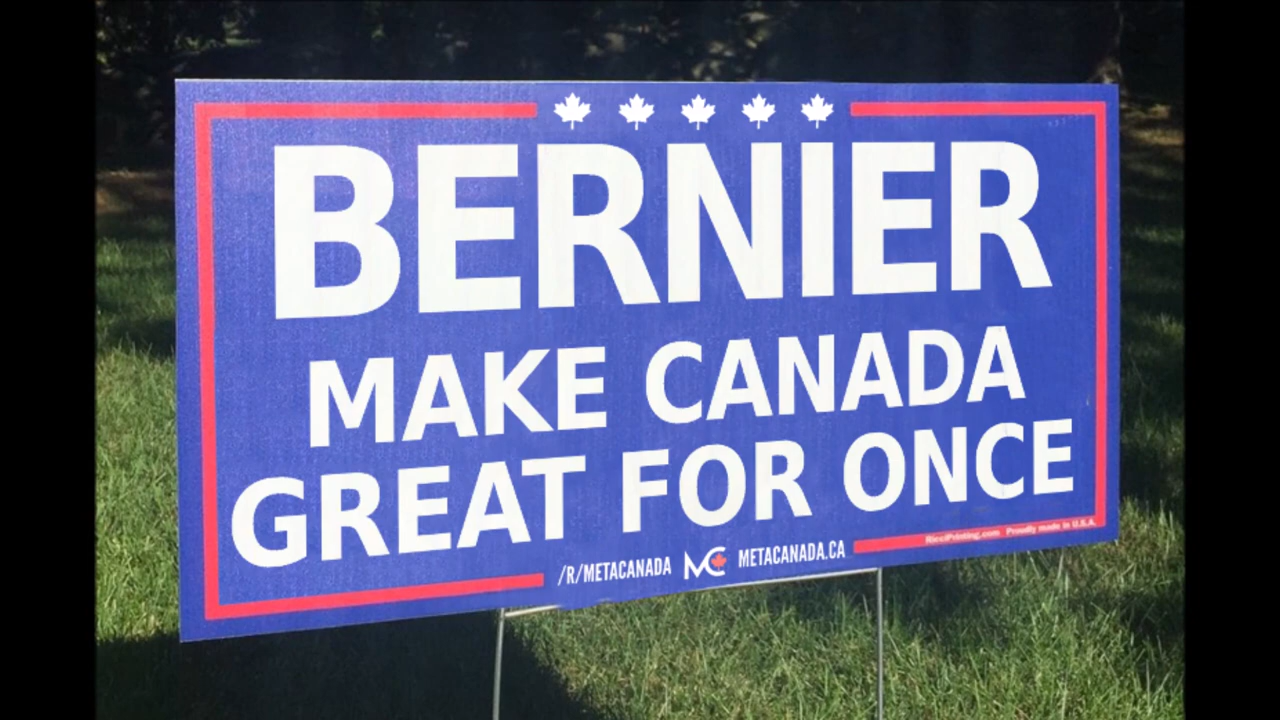 BERNIER
MAKE CANADA
GREAT FOR ONCE
/R/METACANADA MC METACANADA.CA
RicciPrinting.com Proudly made in U.S.A.